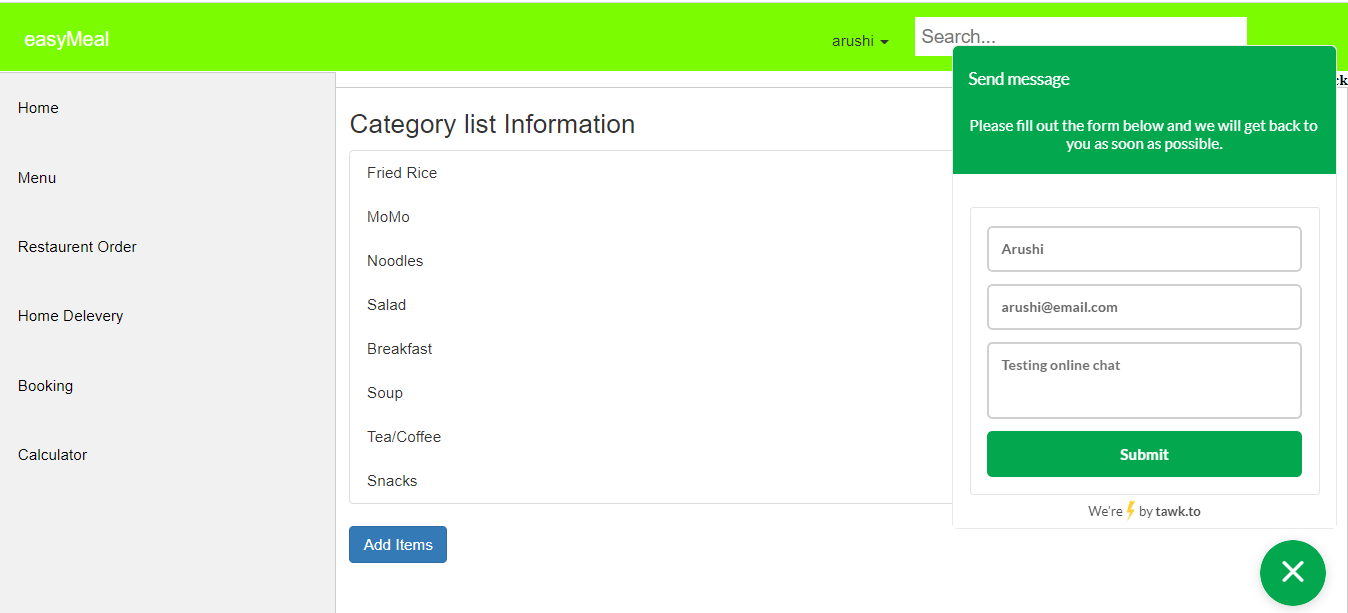 easyMeal
arushi
Search...
Home
Menu
Restaurent Order
Home Delevery
Booking
Calculator
Category list Information
Fried Rice
MoMo
Noodles
Salad
Breakfast
Soup
Tea/Coffee
Snacks
Add Items
Send message
Please fill out the form below and we will get back to
you as soon as possible.
Arushi
arushi@email.com
Testing online chat
Submit
We're by tawk.to